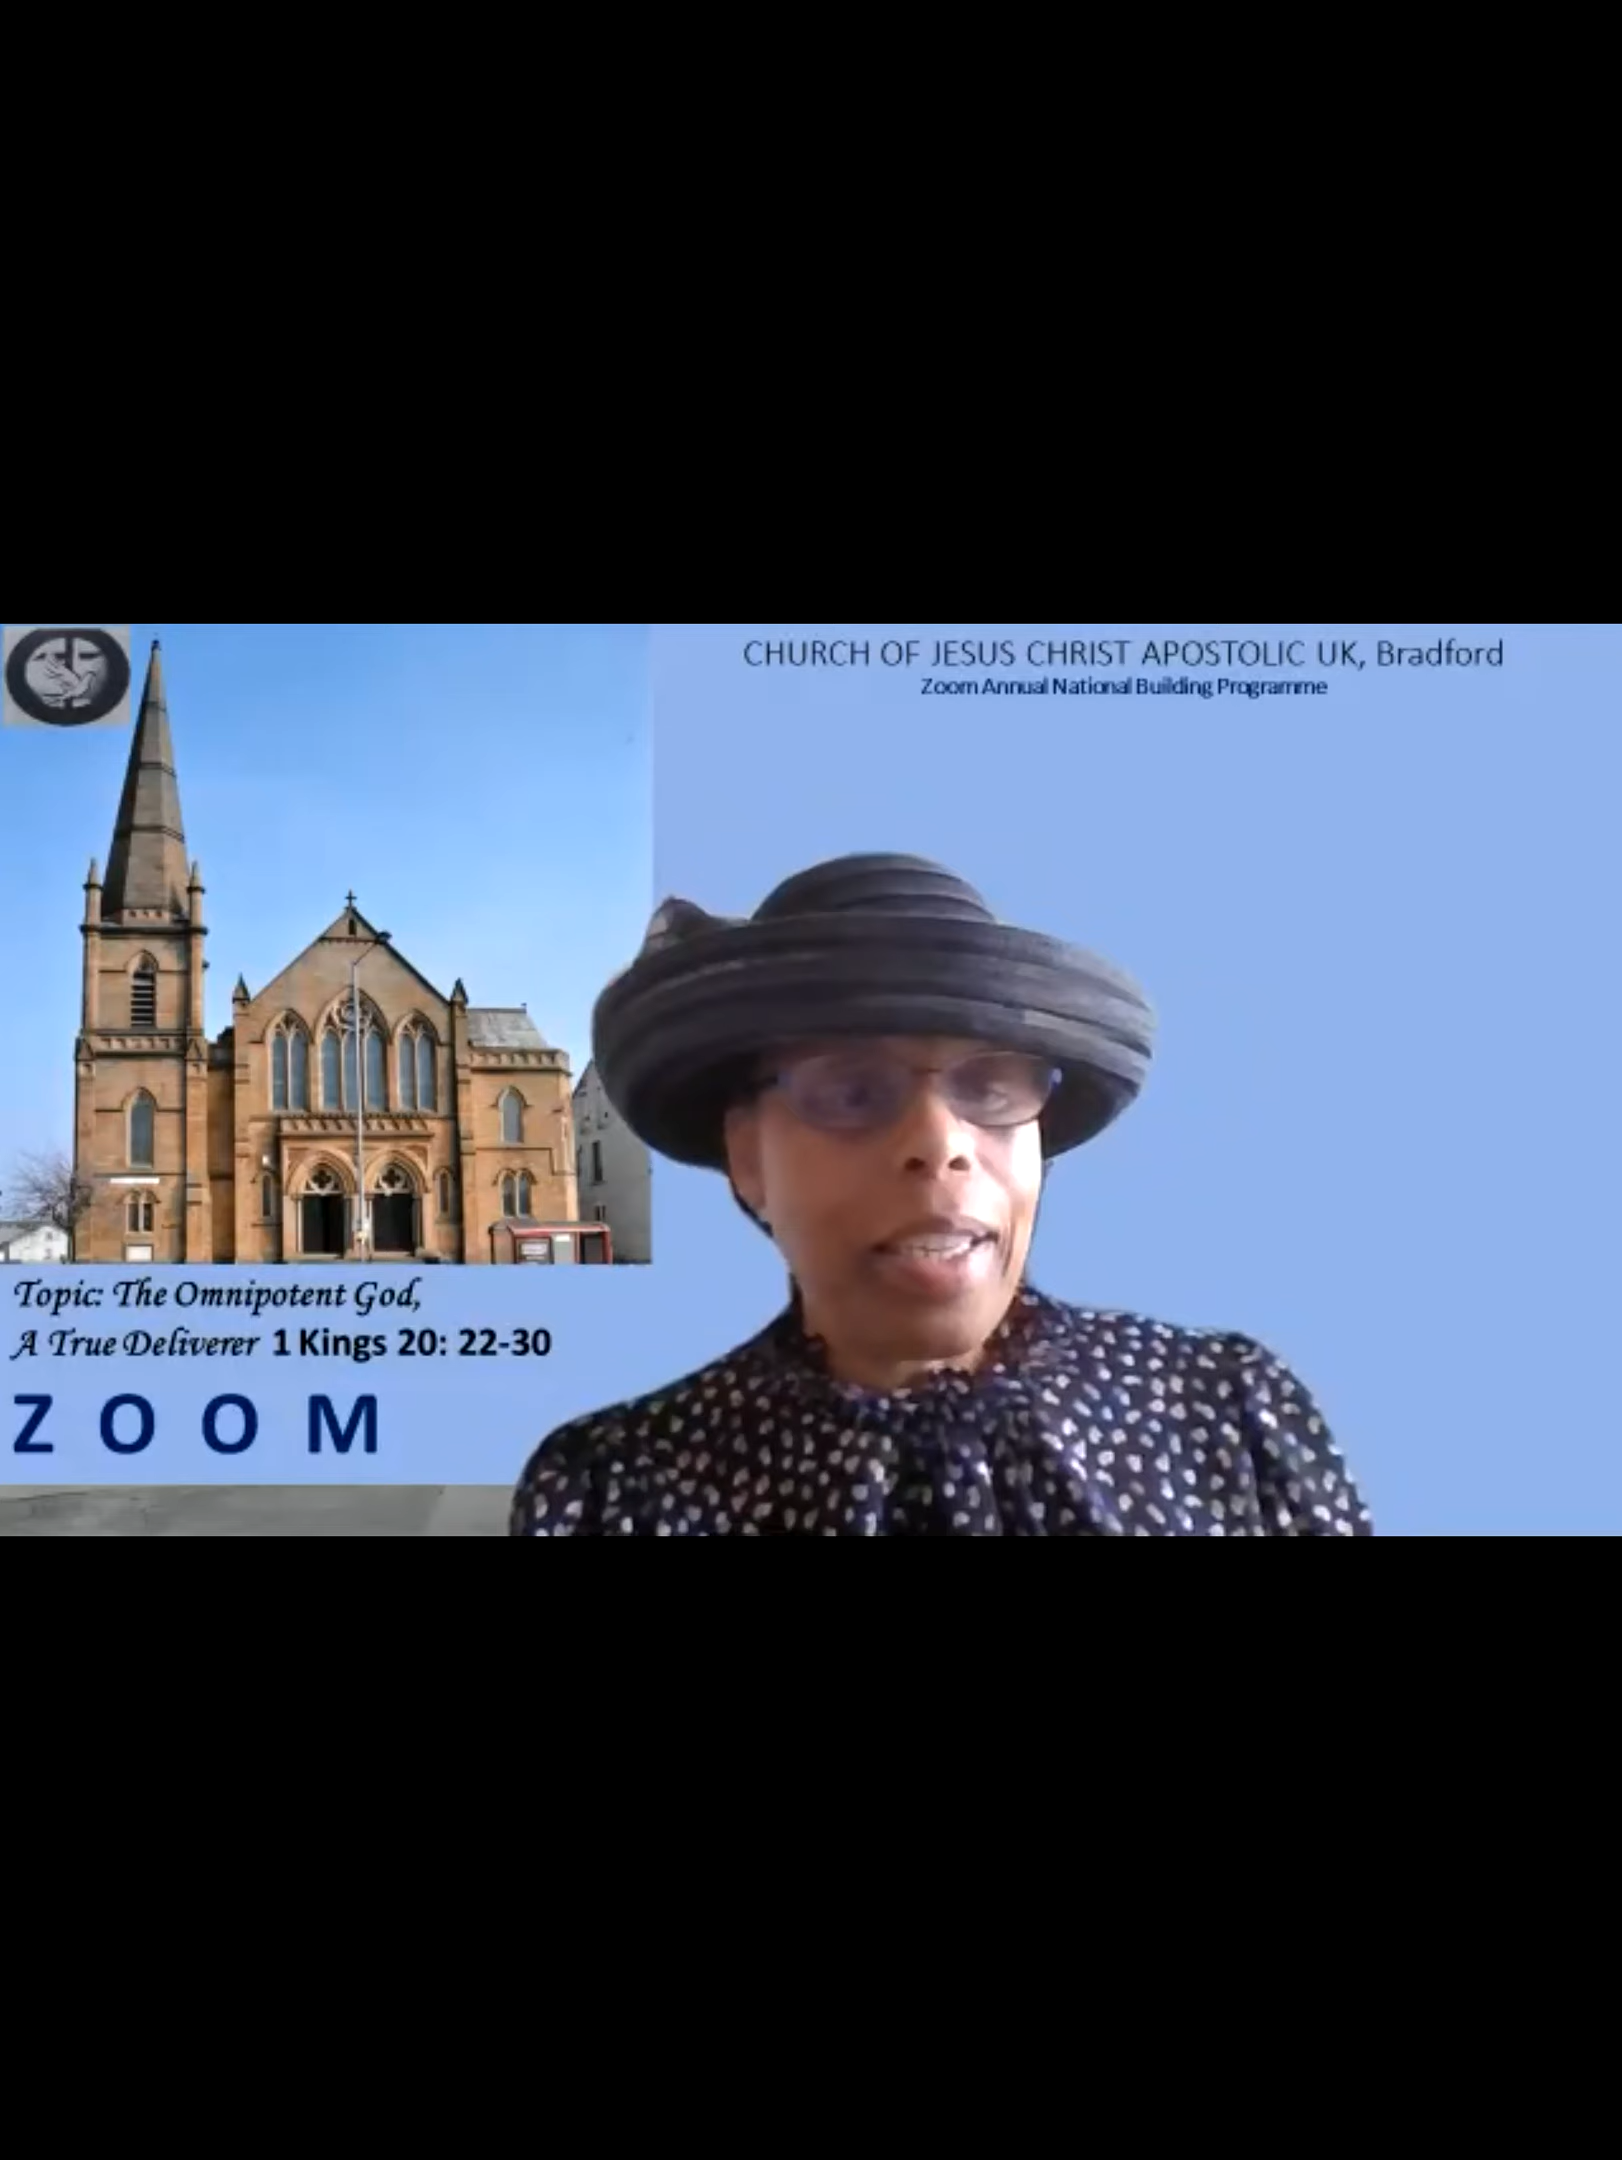 CHURCH OF JESUS CHRIST APOSTOLIC UK, Bradford
Zoom Annual National Building Programme
Topic: The Omnipotent God,
A True Deliverer 1 Kings 20: 22-30
ZOOM